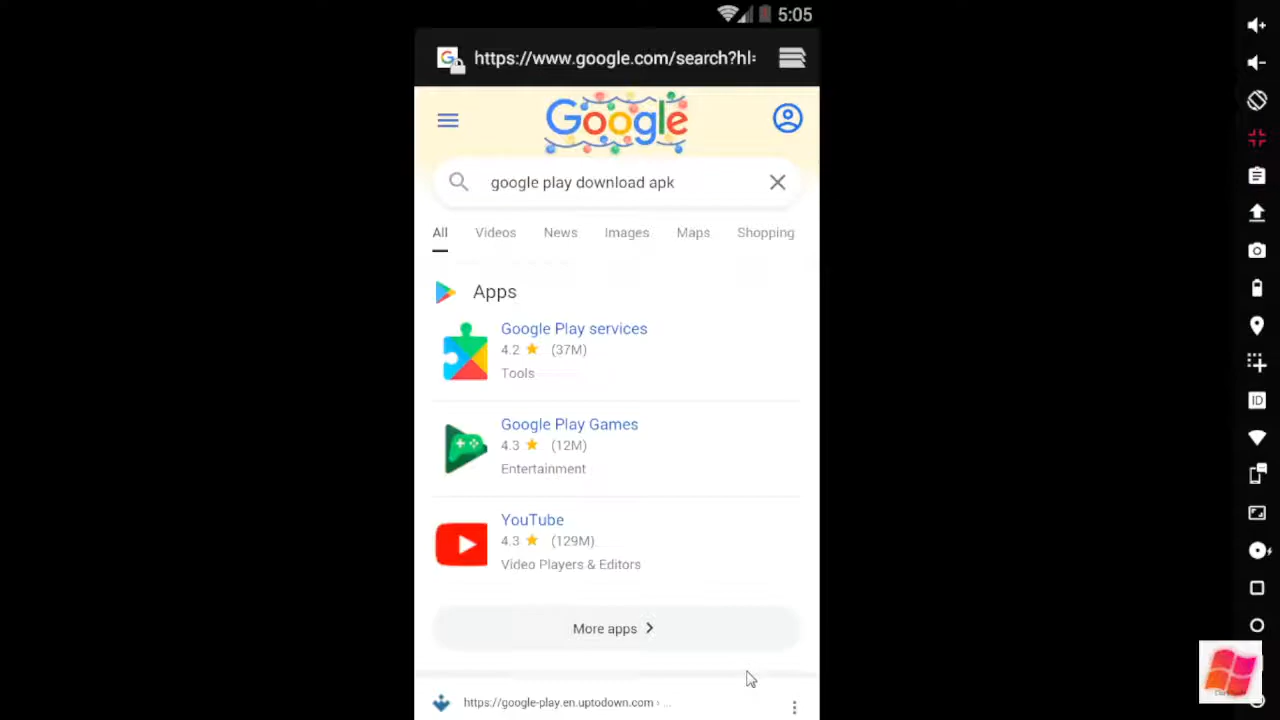 5:05
https://www.google.com/search?hl=
Google
google play download apk
All Videos News Images Maps Shopping
Apps
Google Play services
4.2 (37M)
Tools
Google Play Games
4.3 (12M)
Entertainment
YouTube
4.3 (129M)
Video Players & Editors
More apps
https://google-play.en.uptodown.com › ...
ID